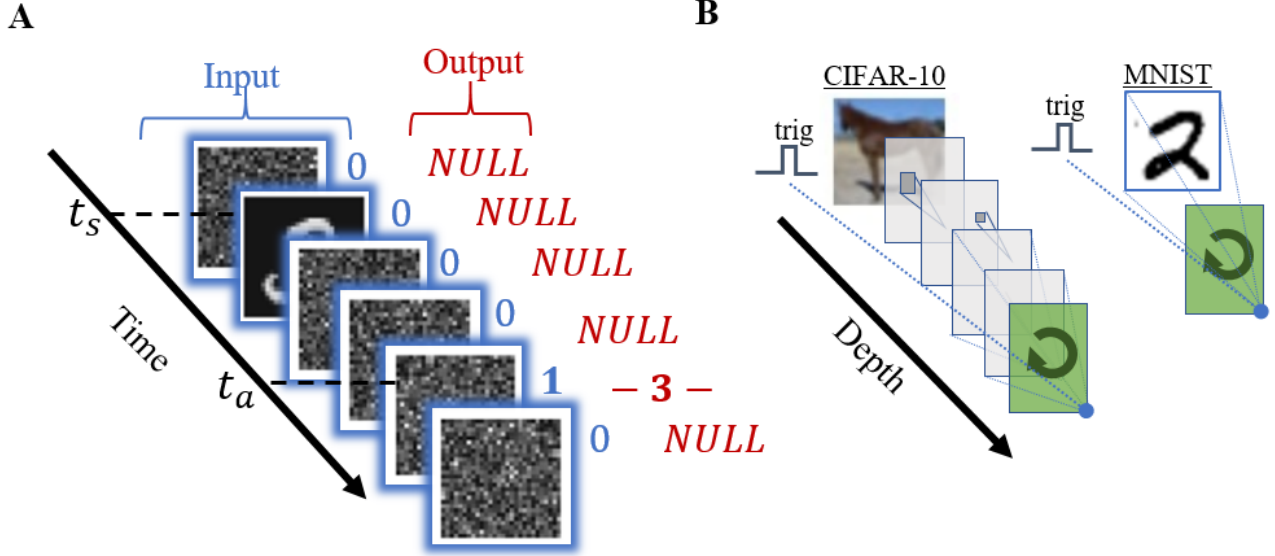 A
Input
Output
0
NULL
t_s
0
NULL
0
NULL
0
NULL
Time
t_a
1
– 3 –
0
NULL
B
CIFAR-10
trig
MNIST
trig
2
Depth